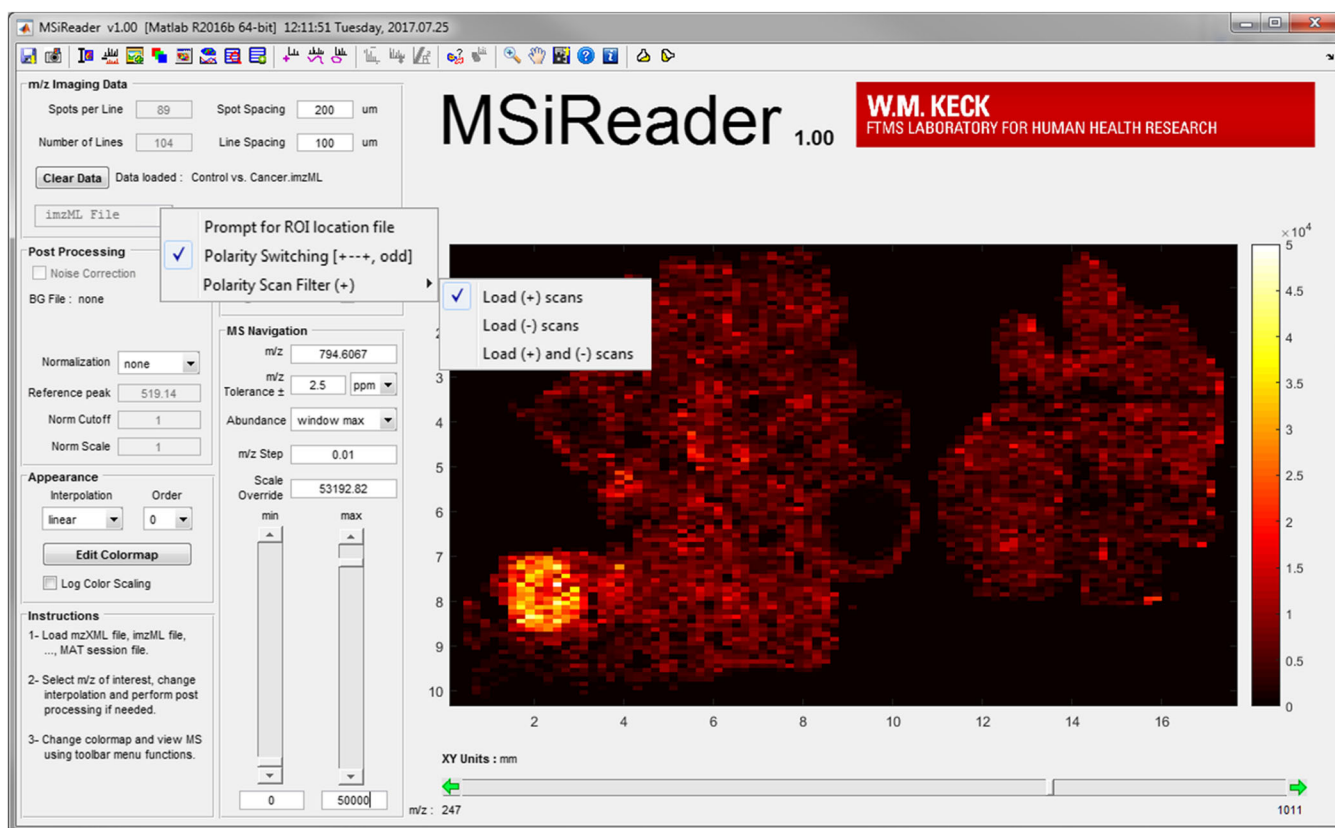 MSiReader v1.00 [Matlab R2016b 64-bit] 12:11:51 Tuesday, 2017.07.25
m/z Imaging Data
Spots per Line 89 Spot Spacing 200 um
Number of Lines 104 Line Spacing 100 um
Clear Data Data loaded : Control vs. Cancer.imzML
imzML File
MSiReader 1.00
W.M. KECK
FTMS LABORATORY FOR HUMAN HEALTH RESEARCH
Prompt for ROI location file
✓ Polarity Switching [+--+, odd]
Polarity Scan Filter (+)
✓ Load (+) scans
Load (-) scans
Load (+) and (-) scans
Post Processing
Noise Correction
BG File : none
Normalization none
Reference peak 519.14
Norm Cutoff 1
Norm Scale 1
Appearance
Interpolation Order
linear 0
Edit Colormap
Log Color Scaling
Instructions
1- Load mzXML file, imzML file,
..., MAT session file.
2- Select m/z of interest, change
interpolation and perform post
processing if needed.
3- Change colormap and view MS
using toolbar menu functions.
MS Navigation
m/z 794.6067
m/z
Tolerance ± 2.5 ppm
Abundance window max
m/z Step 0.01
Scale
Override 53192.82
min max
0 50000
3
4
5
6
7
8
9
10
2 4 6 8 10 12 14 16
×10⁴
5
4.5
4
3.5
3
2.5
2
1.5
1
0.5
0
XY Units : mm
m/z : 247 1011